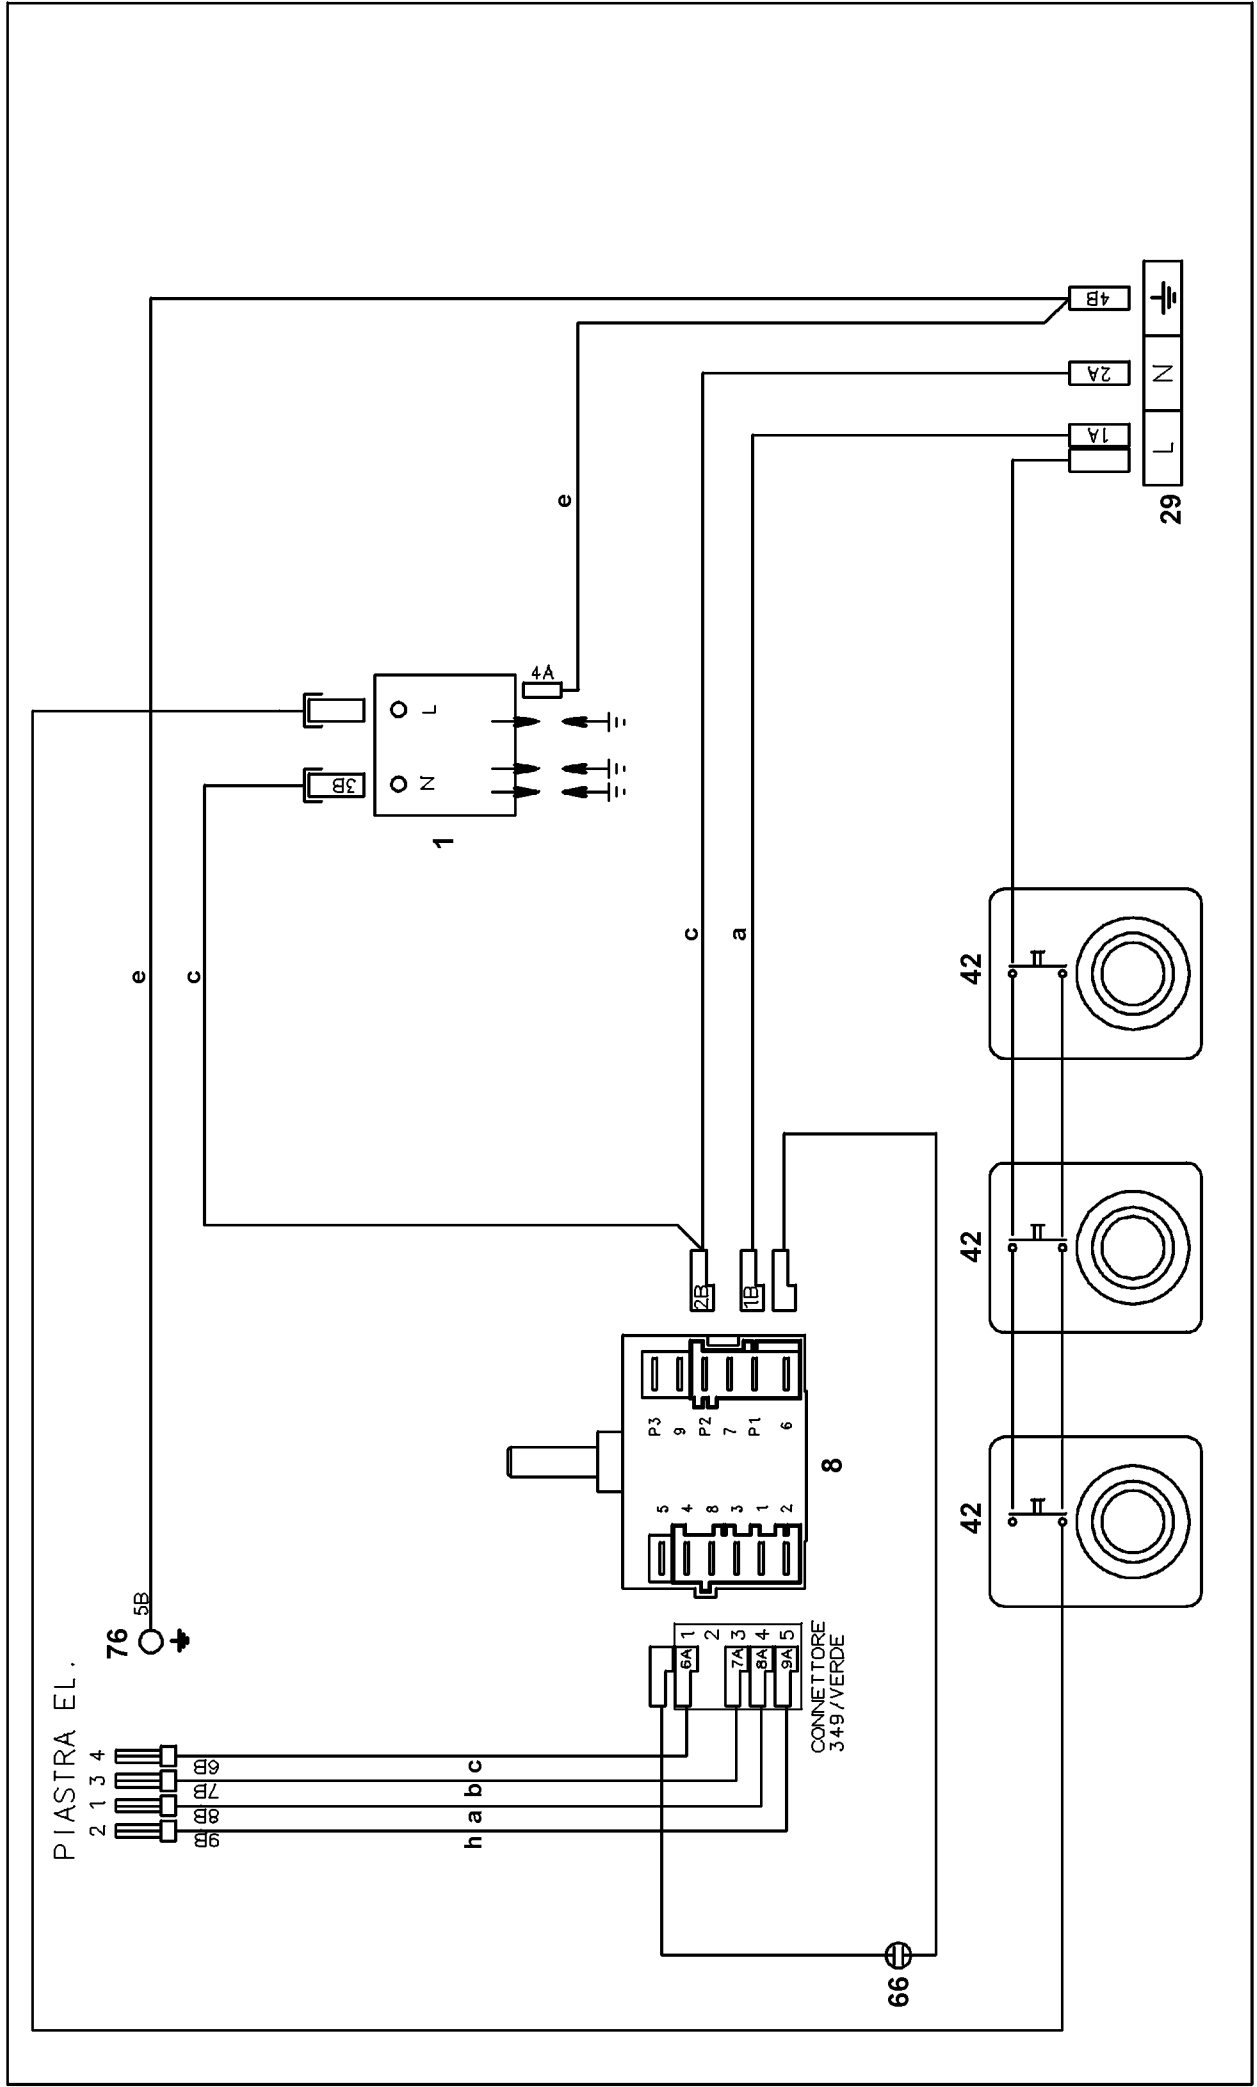 PIASTRA EL.
2 1 3 4
9B 8B 7B 6B
h a b c
76
5B
e
c
3B
N L
1
4A
e
5 4 8 3 1 2
P3 9 P2 7 P1 6
8
2B
1B
c
a
6A 7A 8A 9A
1 2 3 4 5
CONNETTORE
349/VERDE
66
42
42
42
1A
2A
4B
L N
29